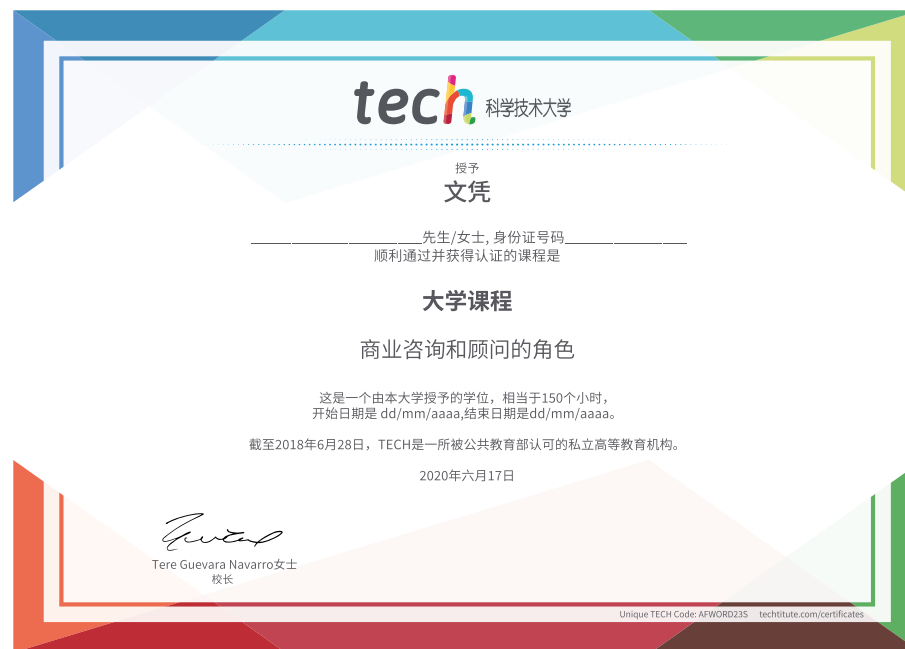 tech 科学技术大学
授予
文凭
____________________先生/女士, 身份证号码______________
顺利通过并获得认证的课程是
大学课程
商业咨询和顾问的角色
这是一个由本大学授予的学位，相当于150个小时，
开始日期是 dd/mm/aaaa,结束日期是dd/mm/aaaa。
截至2018年6月28日，TECH是一所被公共教育部认可的私立高等教育机构。
2020年六月17日
Tere Guevara Navarro女士
校长
Unique TECH Code: AFWORD23S techtitute.com/certificates